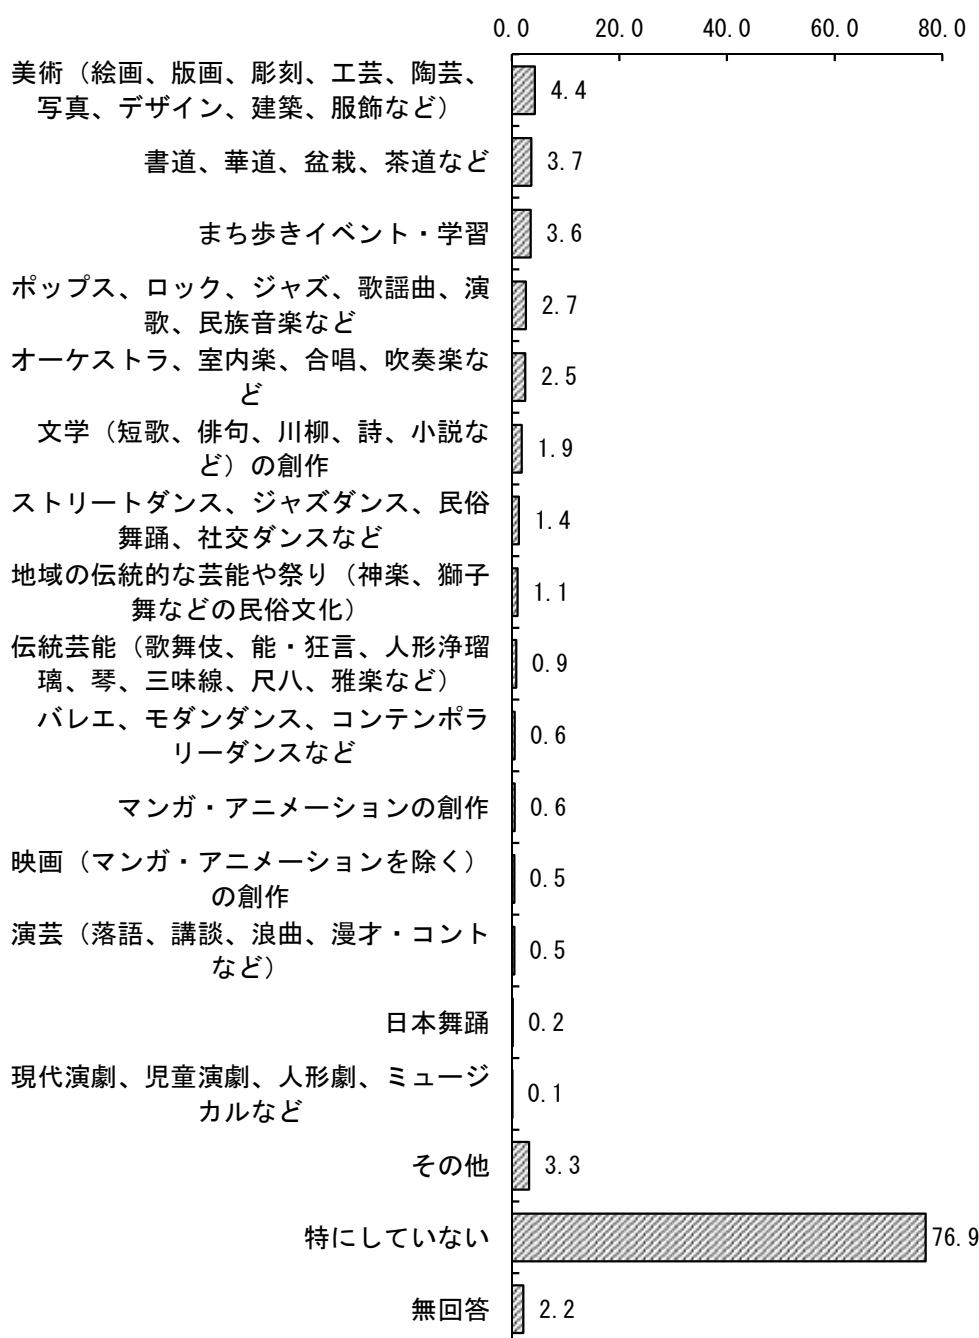 0.0 20.0 40.0 60.0 80.0
美術（絵画、版画、彫刻、工芸、陶芸、
写真、デザイン、建築、服飾など）
4.4
書道、華道、盆栽、茶道など
3.7
まち歩きイベント・学習
3.6
ポップス、ロック、ジャズ、歌謡曲、演
歌、民族音楽など
2.7
オーケストラ、室内楽、合唱、吹奏楽な
ど
2.5
文学（短歌、俳句、川柳、詩、小説な
ど）の創作
1.9
ストリートダンス、ジャズダンス、民俗
舞踊、社交ダンスなど
1.4
地域の伝統的な芸能や祭り（神楽、獅子
舞などの民俗文化）
1.1
伝統芸能（歌舞伎、能・狂言、人形浄瑠
璃、琴、三味線、尺八、雅楽など）
0.9
バレエ、モダンダンス、コンテンポラ
リーダンスなど
0.6
マンガ・アニメーションの創作
0.6
映画（マンガ・アニメーションを除く）
の創作
0.5
演芸（落語、講談、浪曲、漫才・コント
など）
0.5
日本舞踊
0.2
現代演劇、児童演劇、人形劇、ミュージ
カルなど
0.1
その他
3.3
特にしていない
76.9
無回答
2.2